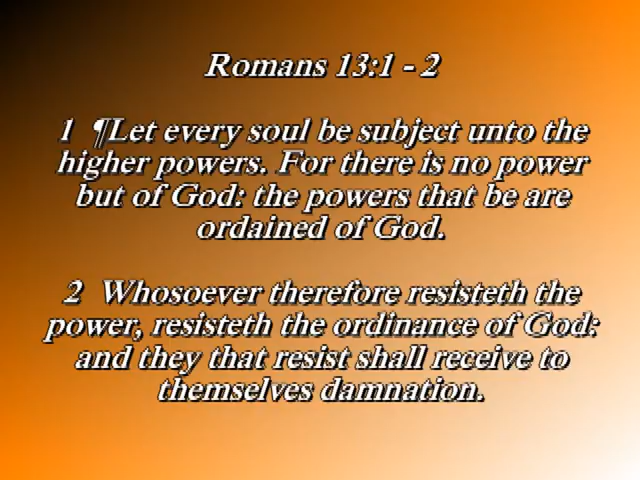 Romans 13:1 - 2
1 ¶Let every soul be subject unto the
higher powers. For there is no power
but of God: the powers that be are
ordained of God.
2 Whosoever therefore resisteth the
power, resisteth the ordinance of God:
and they that resist shall receive to
themselves damnation.